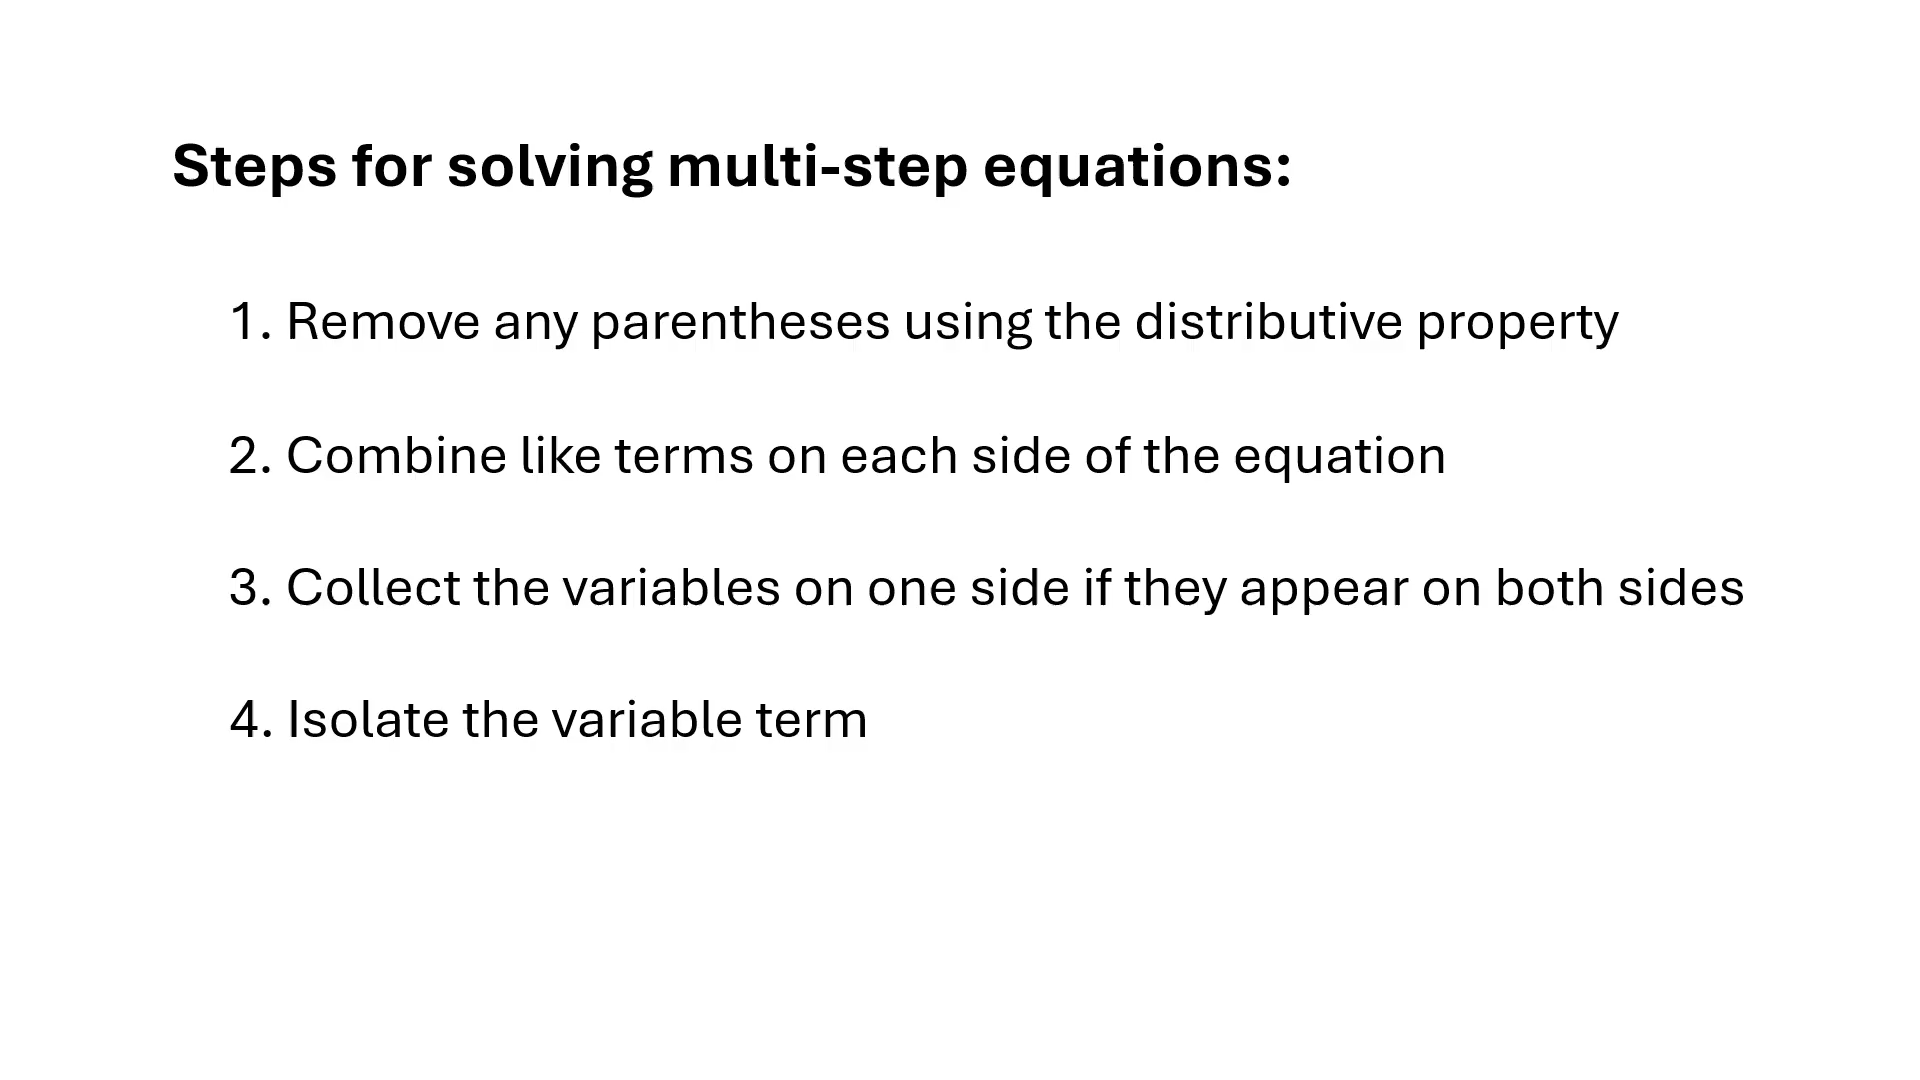 Steps for solving multi-step equations:
1. Remove any parentheses using the distributive property
2. Combine like terms on each side of the equation
3. Collect the variables on one side if they appear on both sides
4. Isolate the variable term